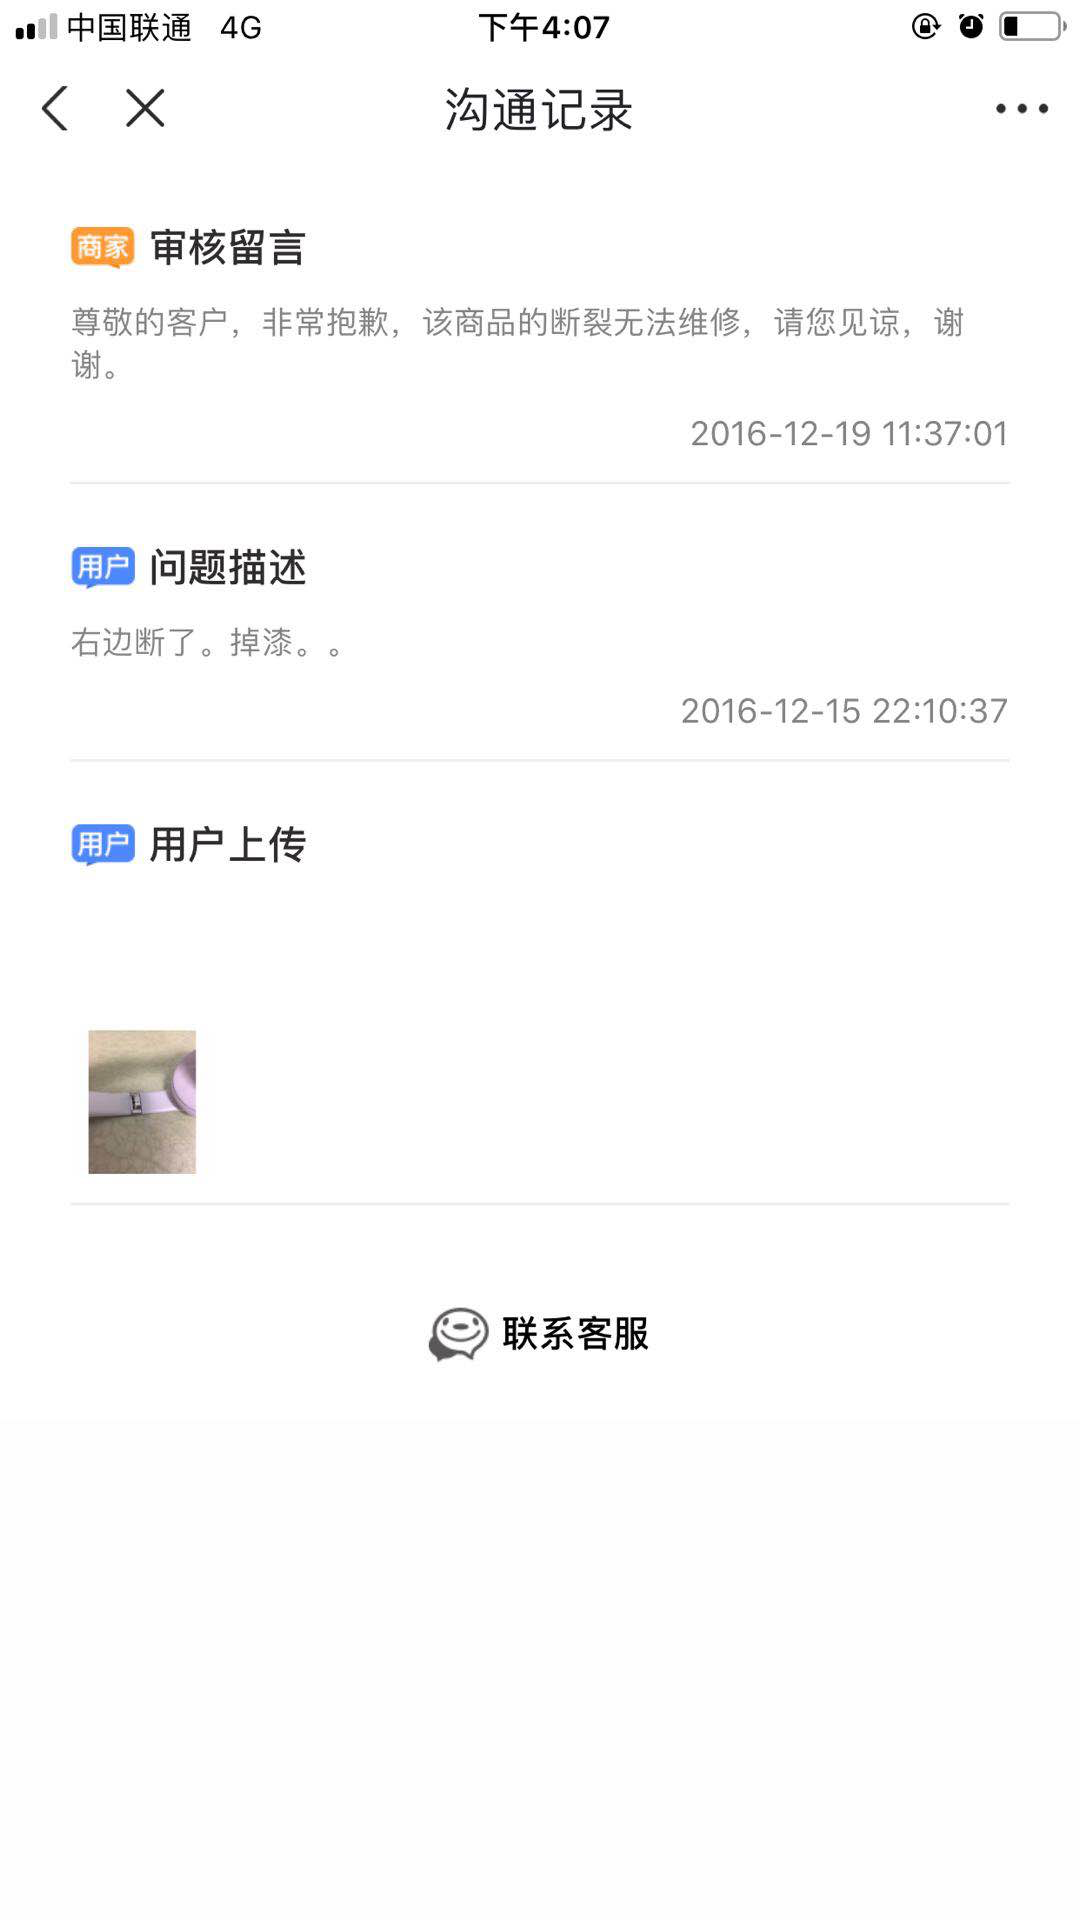 中国联通 4G 下午4:07
沟通记录
商家 审核留言
尊敬的客户，非常抱歉，该商品的断裂无法维修，请您见谅，谢
谢。
2016-12-19 11:37:01
用户 问题描述
右边断了。掉漆。。
2016-12-15 22:10:37
用户 用户上传
联系客服